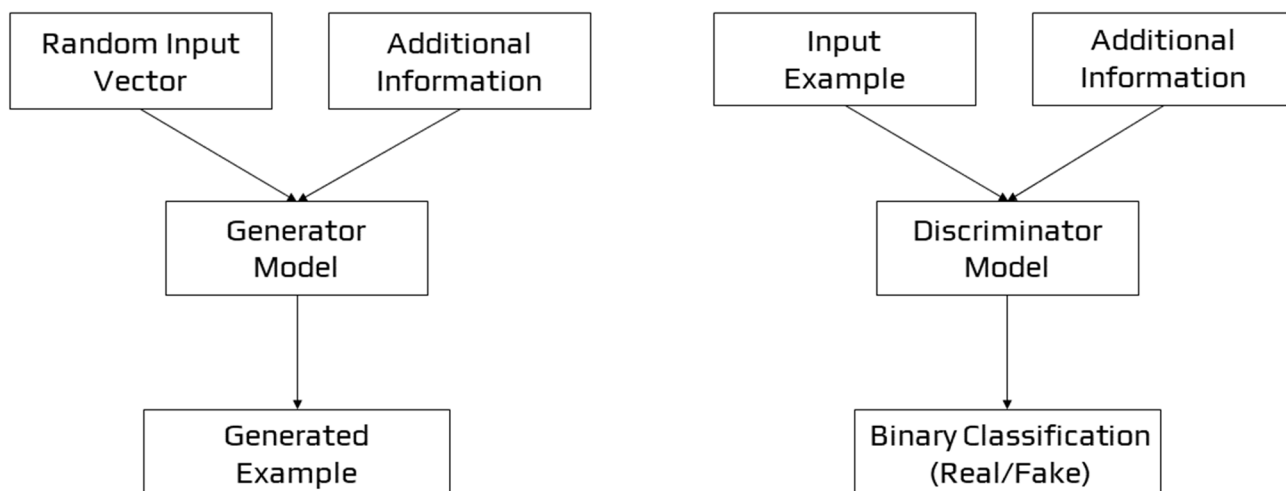 Random Input
Vector
Additional
Information
Input
Example
Additional
Information
Generator
Model
Discriminator
Model
Generated
Example
Binary Classification
(Real/Fake)